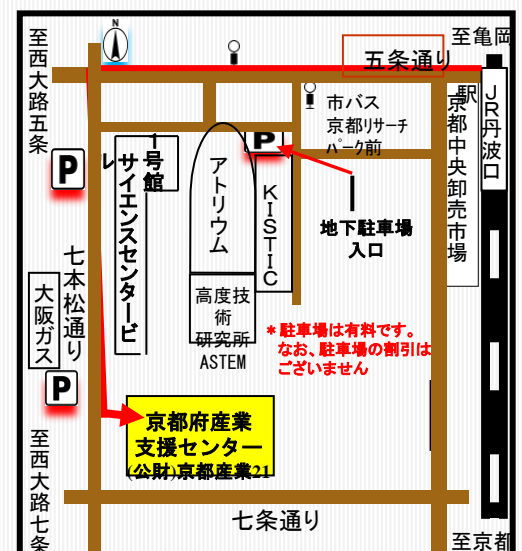 N
至亀岡
至西大路五条
五条通り
市バス
京都リサーチ
パーク前
JR丹波口
駅
京都中央卸売市場
P
1号館
サイエンスセンタービ
レ
アトリウム
P
KISTIC
地下駐車場
入口
七本松通り
大阪ガス
高度技
術
研究所
ASTEM
*駐車場は有料です。
なお、駐車場の割引は
ございません
P
京都府産業
支援センター
(公財)京都産業21
至西大路七条
七条通り
至京都